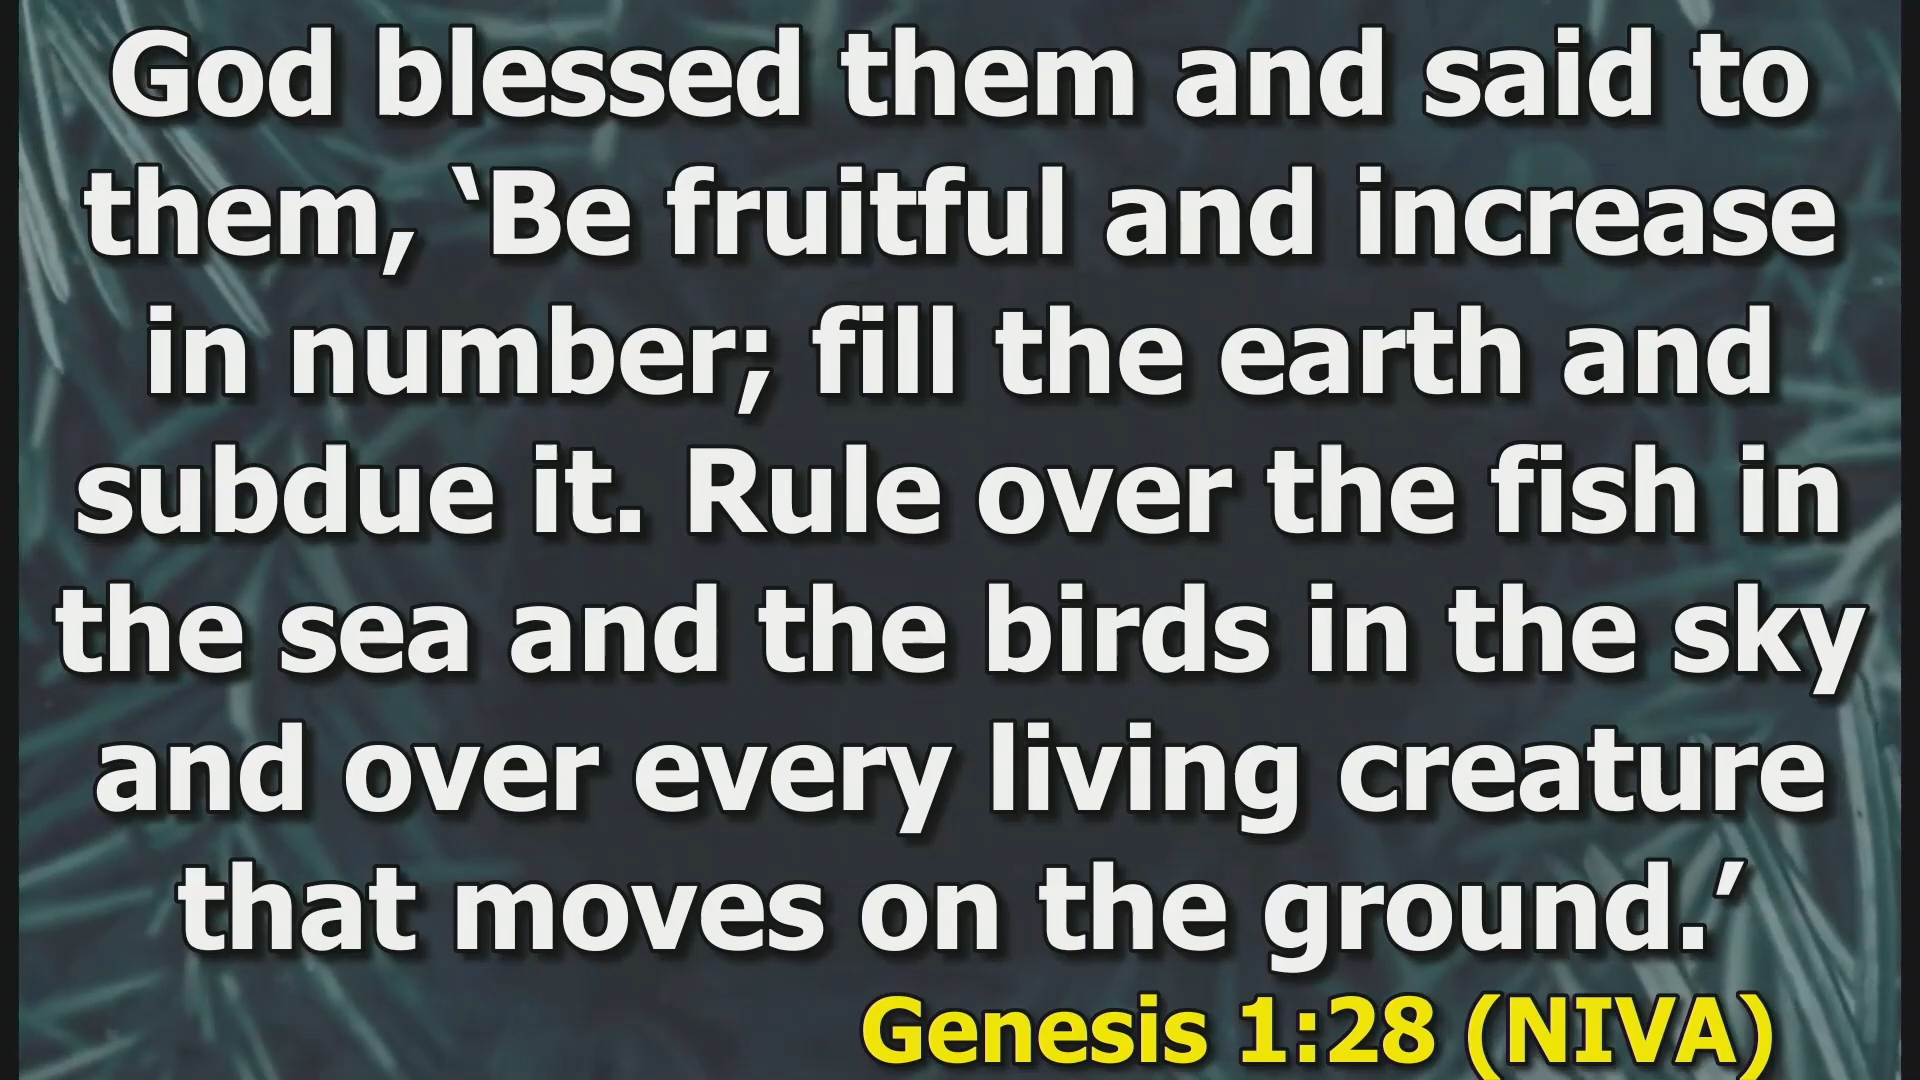 God blessed them and said to
them, ‘Be fruitful and increase
in number; fill the earth and
subdue it. Rule over the fish in
the sea and the birds in the sky
and over every living creature
that moves on the ground.’
Genesis 1:28 (NIVA)